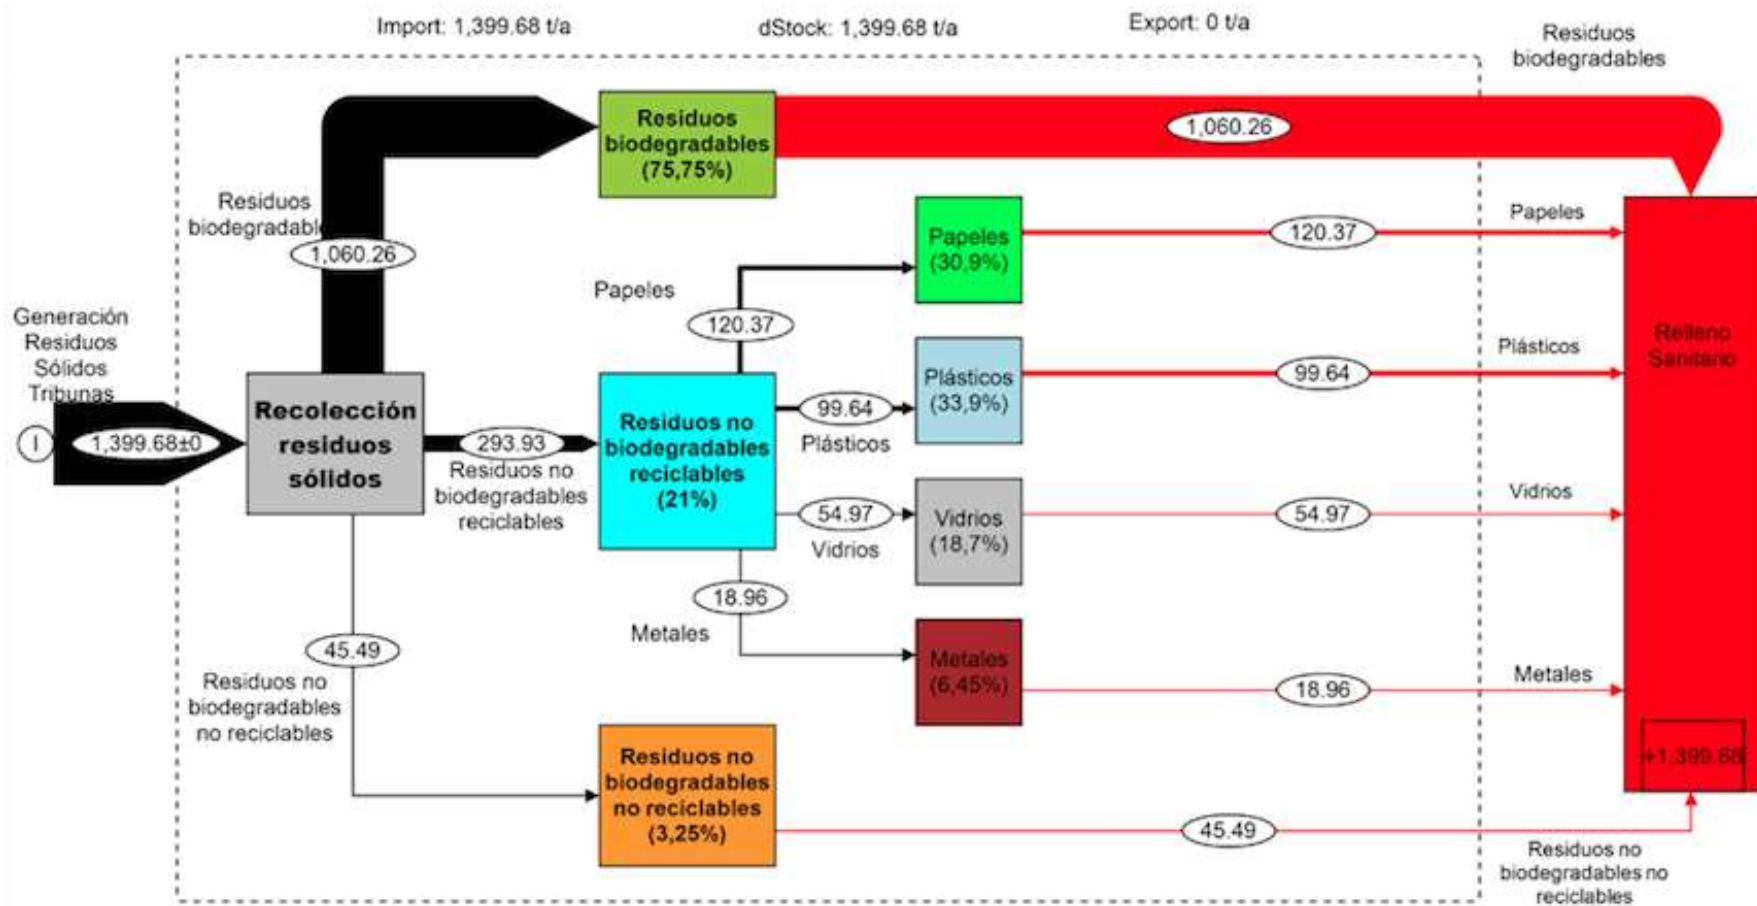 Import: 1,399.68 t/a
dStock: 1,399.68 t/a
Export: 0 t/a
Residuos
biodegradables
Residuos
biodegradables
(75,75%)
1,060.26
Residuos
biodegradabl
1,060.26
Papeles
120.37
Papeles
(30,9%)
120.37
Papeles
Generación
Residuos
Sólidos
Tribunas
I
1,399.68±0
Recolección
residuos
sólidos
293.93
Residuos no
biodegradables
reciclables
Residuos no
biodegradables
reciclables
(21%)
99.64
Plásticos
Plásticos
(33,9%)
99.64
Plásticos
Relleno
Sanitario
54.97
Vidrios
Vidrios
(18,7%)
54.97
Vidrios
18.96
Metales
Metales
(6,45%)
18.96
Metales
+1,399.68
45.49
Residuos no
biodegradables
no reciclables
Residuos no
biodegradables
no reciclables
(3,25%)
45.49
Residuos no
biodegradables no
reciclables